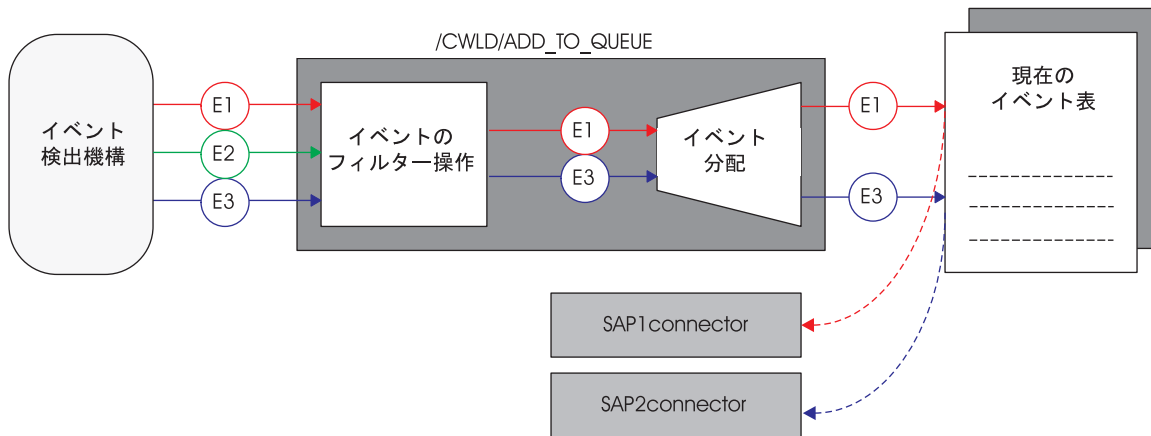 /CWLD/ADD_TO_QUEUE
イベント
検出機構
E1
E2
E3
イベントの
フィルター操作
E1
E3
イベント
分配
E1
E3
現在の
イベント表
SAP1connector
SAP2connector